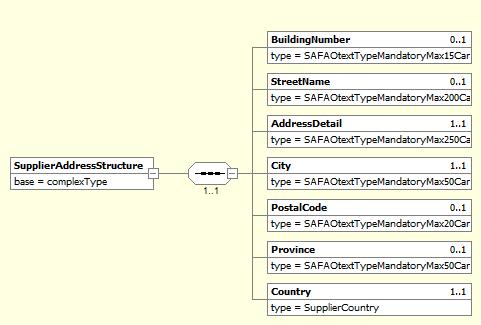 BuildingNumber 0..1
type = SAFAOtextTypeMandatoryMax15Car
StreetName 0..1
type = SAFAOtextTypeMandatoryMax200Ca
AddressDetail 1..1
type = SAFAOtextTypeMandatoryMax250Ca
SupplierAddressStructure
base = complexType
1..1
City 1..1
type = SAFAOtextTypeMandatoryMax50Car
PostalCode 0..1
type = SAFAOtextTypeMandatoryMax20Car
Province 0..1
type = SAFAOtextTypeMandatoryMax50Car
Country 1..1
type = SupplierCountry